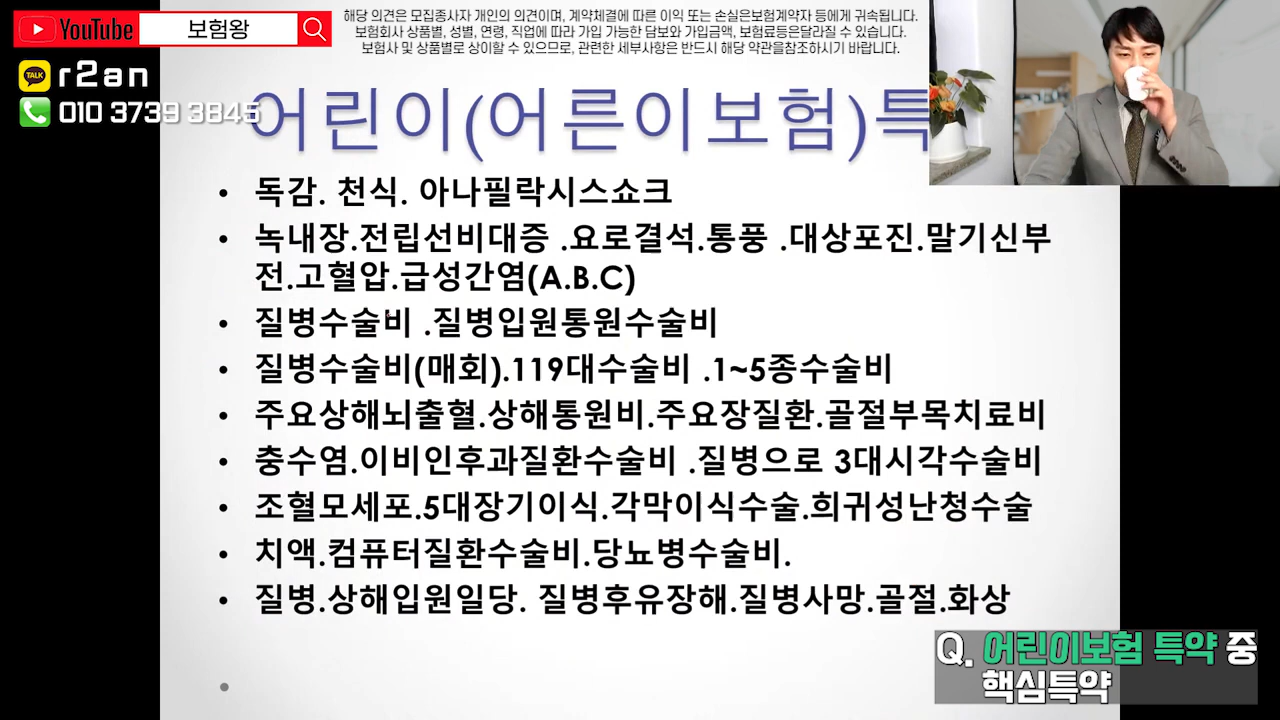 YouTube 보험왕
해당 의견은 모집종사자 개인의 의견이며, 계약체결에 따른 이익 또는 손실은보험계약자 등에게 귀속됩니다.
보험회사 상품별, 성별, 연령, 직업에 따라 가입 가능한 담보와 가입금액, 보험료등은달라질 수 있습니다.
보험사 및 상품별로 상이할 수 있으므로, 관련한 세부사항은 반드시 해당 약관을참조하시기 바랍니다.
TALK r2an
010 3739 3845
어린이(어른이보험)특
• 독감. 천식. 아나필락시스쇼크
• 녹내장.전립선비대증 .요로결석.통풍 .대상포진.말기신부
전.고혈압.급성간염(A.B.C)
• 질병수술비 .질병입원통원수술비
• 질병수술비(매회).119대수술비 .1~5종수술비
• 주요상해뇌출혈.상해통원비.주요장질환.골절부목치료비
• 충수염.이비인후과질환수술비 .질병으로 3대시각수술비
• 조혈모세포.5대장기이식.각막이식수술.희귀성난청수술
• 치액.컴퓨터질환수술비.당뇨병수술비.
• 질병.상해입원일당. 질병후유장해.질병사망.골절.화상
Q. 어린이보험 특약 중
핵심특약